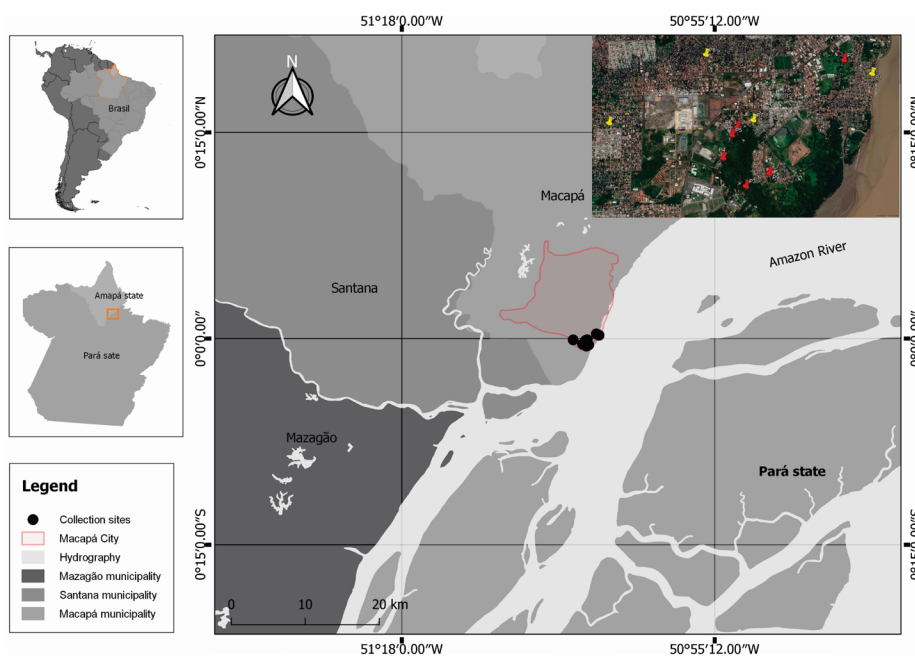 51°18'0.00″W
50°55'12.00″W
Brasil
N
0°15'0.00″N
0°15'0.00″N
Macapá
Amazon River
Santana
Amapá state
Pará sate
0°0'0.00″
0°0'0.00″
Mazagão
Pará state
Legend
Collection sites
Macapá City
Hydrography
Mazagão municipality
Santana municipality
Macapá municipality
0°15'0.00″S
0°15'0.00″S
0
10
20 km
51°18'0.00″W
50°55'12.00″W